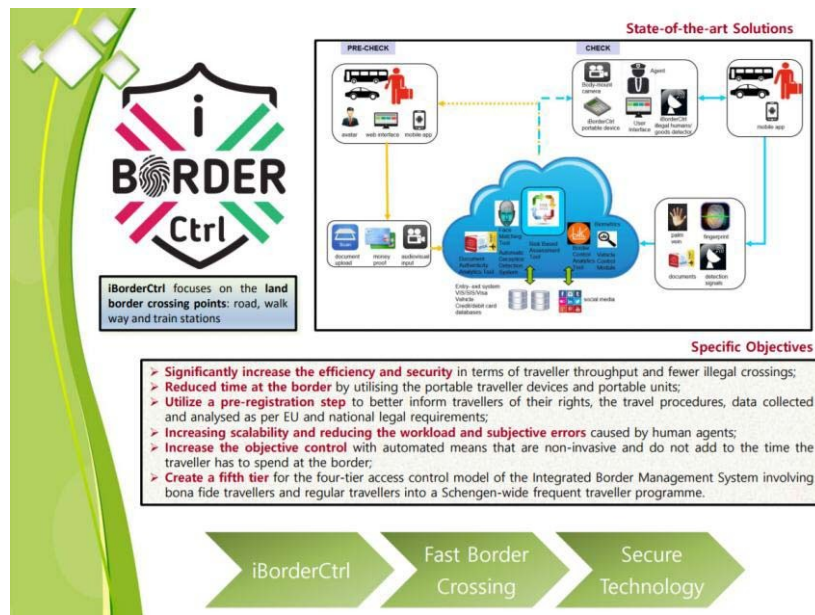 State-of-the-art Solutions
i
BORDER
Ctrl
iBorderCtrl focuses on the land
border crossing points: road, walk
way and train stations
PRE-CHECK
avatar
web interface
mobile app
document
upload
money
proof
audiovisual
input
CHECK
Body-mount
camera
Agent
iBorderCtrl
portable device
User
interface
iBorderCtrl
illegal humans/
goods detector
mobile app
Document
Authenticity
Analytics Tool
Face
Matching
Tool
Automatic
Deception
Detection
System
Risk Based
Assessment
Tool
Border
Control
Analytics
Tool
Biometrics
Vehicle
Control
Module
palm
vein
fingerprint
documents
detection
signals
Entry- exit system
VIS/SIS/Visa
Vehicle
Credit/debit card
databases
social media
Specific Objectives
➢ Significantly increase the efficiency and security in terms of traveller throughput and fewer illegal crossings;
➢ Reduced time at the border by utilising the portable traveller devices and portable units;
➢ Utilize a pre-registration step to better inform travellers of their rights, the travel procedures, data collected
and analysed as per EU and national legal requirements;
➢ Increasing scalability and reducing the workload and subjective errors caused by human agents;
➢ Increase the objective control with automated means that are non-invasive and do not add to the time the
traveller has to spend at the border;
➢ Create a fifth tier for the four-tier access control model of the Integrated Border Management System involving
bona fide travellers and regular travellers into a Schengen-wide frequent traveller programme.
iBorderCtrl
Fast Border
Crossing
Secure
Technology